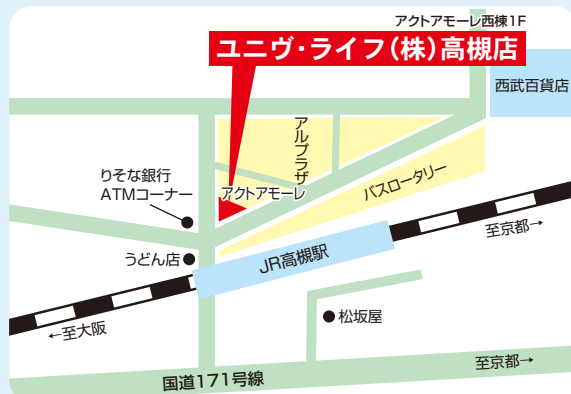 アクトアモーレ西棟1F
ユニヴ・ライフ(株)高槻店
西武百貨店
アルプラザ
りそな銀行
ATMコーナー
アクトアモーレ
バスロータリー
うどん店
JR高槻駅
至京都→
←至大阪
松坂屋
国道171号線
至京都→